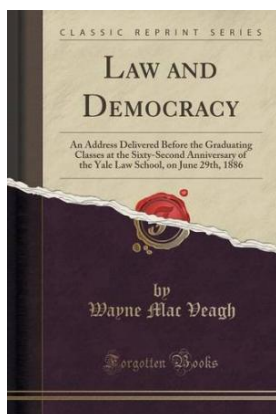 CLASSIC REPRINT SERIES
LAW AND
DEMOCRACY
An Address Delivered Before the Graduating
Classes at the Sixty-Second Anniversary of
the Yale Law School, on June 29th, 1886
by
Wayne Mac Veagh
Forgotten Books